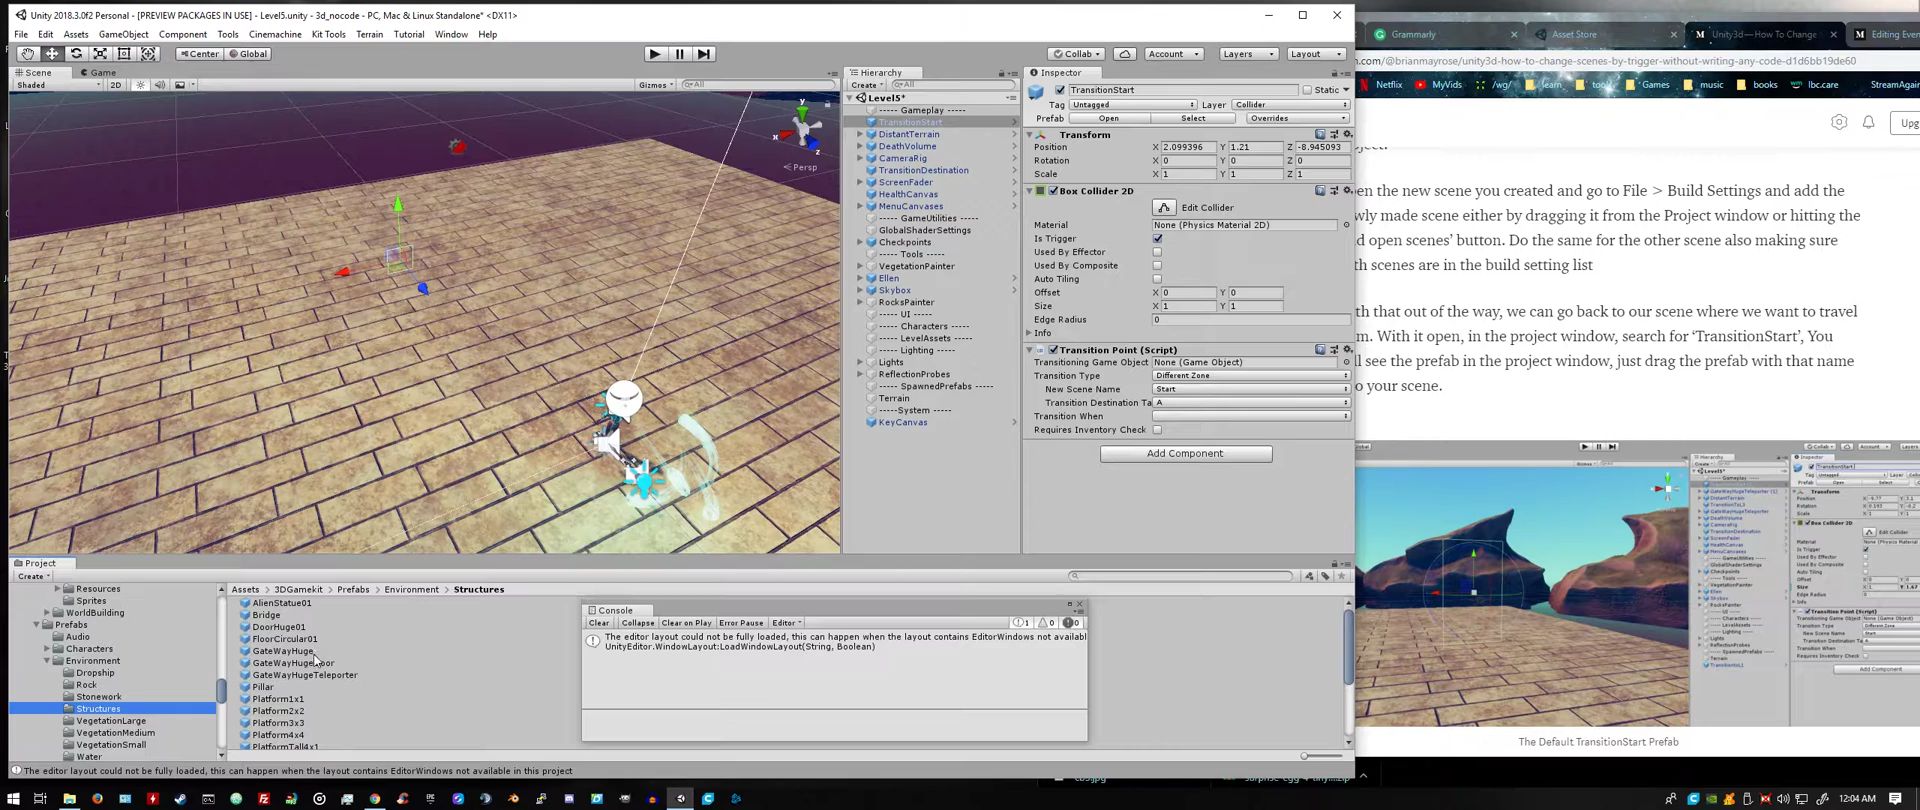 Unity 2018.3.0f2 Personal - [PREVIEW PACKAGES IN USE] - Level5.unity - 3d_nocode - PC, Mac & Linux Standalone* <DX11>
File Edit Assets GameObject Component Tools Cinemachine Kit Tools Terrain Tutorial Window Help
Center Global
Collab Account Layers Layout
Scene Game
Shaded 2D Gizmos All
y x z
Persp
Hierarchy
Create All
Level5*
----- Gameplay -----
TransitionStart
DistantTerrain
DeathVolume
CameraRig
TransitionDestination
ScreenFader
HealthCanvas
MenuCanvases
----- GameUtilities -----
GlobalShaderSettings
Checkpoints
----- Tools -----
VegetationPainter
Ellen
Skybox
RocksPainter
----- UI -----
----- Characters -----
----- LevelAssets -----
----- Lighting -----
Lights
ReflectionProbes
----- SpawnedPrefabs -----
Terrain
-----System -----
KeyCanvas
Inspector
TransitionStart Static
Tag Untagged Layer Collider
Prefab Open Select Overrides
Transform
Position X 2.099396 Y 1.21 Z -8.945093
Rotation X 0 Y 0 Z 0
Scale X 1 Y 1 Z 1
Box Collider 2D
Edit Collider
Material None (Physics Material 2D)
Is Trigger
Used By Effector
Used By Composite
Auto Tiling
Offset X 0 Y 0
Size X 1 Y 1
Edge Radius 0
Info
Transition Point (Script)
Transitioning Game Object None (Game Object)
Transition Type Different Zone
New Scene Name Start
Transition Destination Ta A
Transition When
Requires Inventory Check
Add Component
Project
Create
Resources
Sprites
WorldBuilding
Prefabs
Audio
Characters
Environment
Dropship
Rock
Stonework
Structures
VegetationLarge
VegetationMedium
VegetationSmall
Water
Assets 3DGamekit Prefabs Environment Structures
AlienStatue01
Bridge
DoorHuge01
FloorCircular01
GateWayHuge
GateWayHuge oor
GateWayHugeTeleporter
Pillar
Platform1x1
Platform2x2
Platform3x3
Platform4x4
PlatformTall4x1
Console
Clear Collapse Clear on Play Error Pause Editor 1 0 0
The editor layout could not be fully loaded, this can happen when the layout contains EditorWindows not availabl
UnityEditor.WindowLayout:LoadWindowLayout(String, Boolean)
The editor layout could not be fully loaded, this can happen when the layout contains EditorWindows not available in this project
Grammarly Asset Store Unity3d — How To Change Editing Even
om/@brianmayrose/unity3d-how-to-change-scenes-by-trigger-without-writing-any-code-d1d6bb19de60
Netflix MyVids /wg/ learn Games music books lbc.care StreamAgain
Upg
oject.
en the new scene you created and go to File > Build Settings and add the
wly made scene either by dragging it from the Project window or hitting the
d open scenes' button. Do the same for the other scene also making sure
th scenes are in the build setting list
th that out of the way, we can go back to our scene where we want to travel
m. With it open, in the project window, search for 'TransitionStart', You
l see the prefab in the project window, just drag the prefab with that name
o your scene.
The Default TransitionStart Prefab
12:04 AM